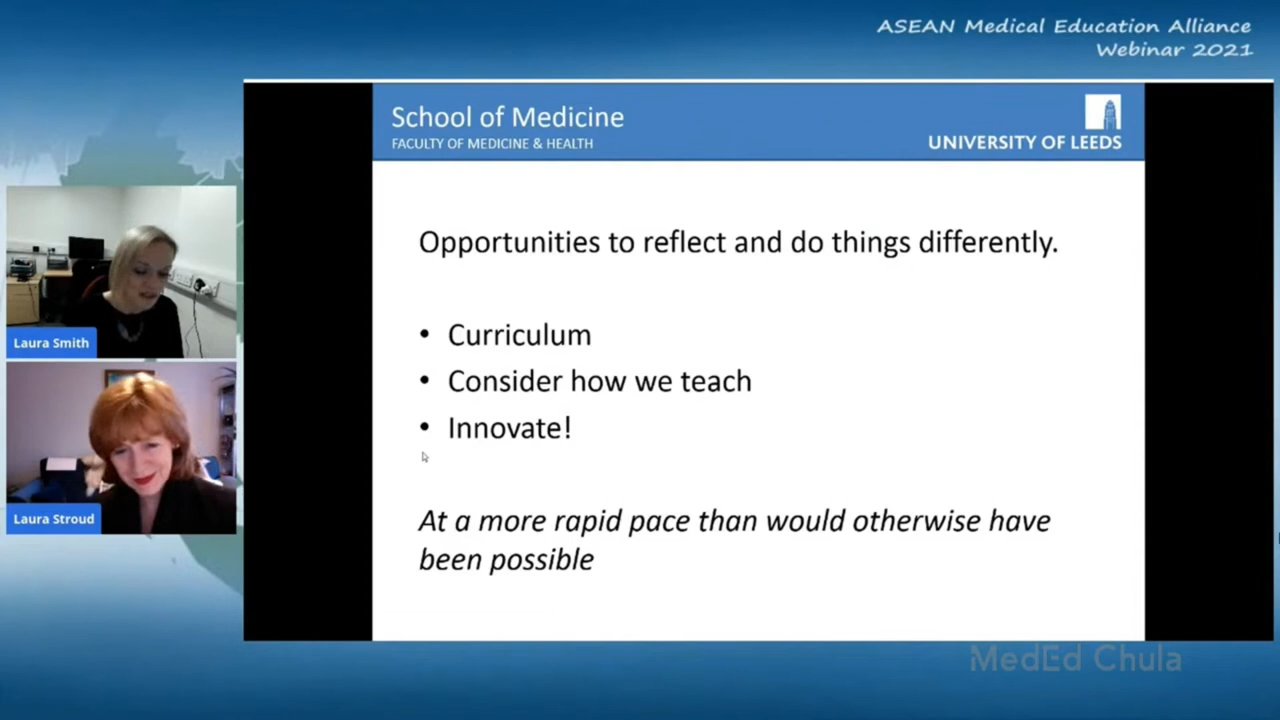 ASEAN Medical Education Alliance
Webinar 2021
School of Medicine
FACULTY OF MEDICINE & HEALTH
UNIVERSITY OF LEEDS
Opportunities to reflect and do things differently.
• Curriculum
• Consider how we teach
• Innovate!
At a more rapid pace than would otherwise have
been possible
Laura Smith
Laura Stroud
MedEd Chula